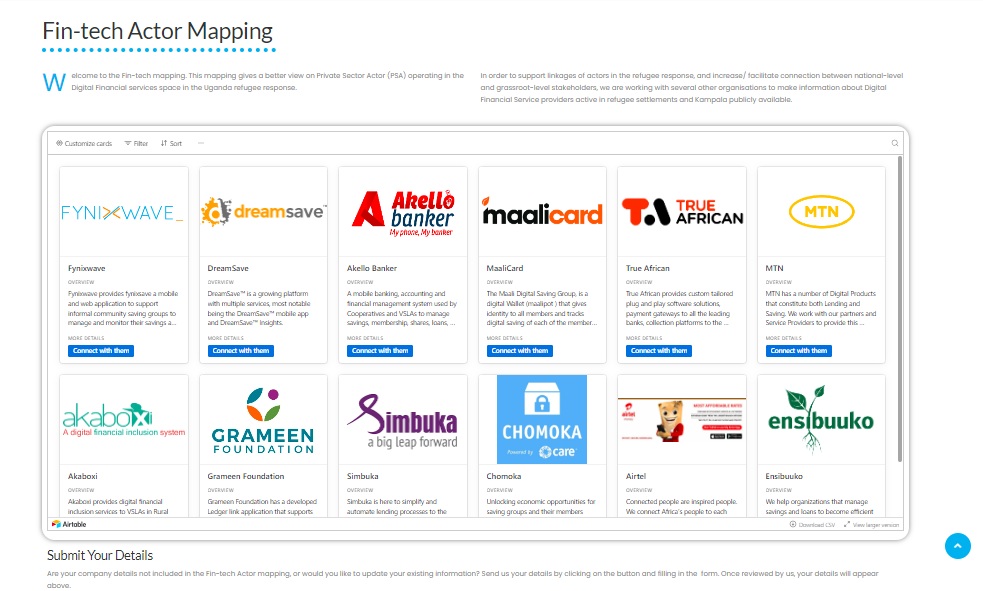 Fin-tech Actor Mapping
Welcome to the Fin-tech mapping. This mapping gives a better view on Private Sector Actor (PSA) operating in the
Digital Financial services space in the Uganda refugee response.
In order to support linkages of actors in the refugee response, and increase/ facilitate connection between national-level
and grassroot-level stakeholders, we are working with several other organisations to make information about Digital
Financial Service providers active in refugee settlements and Kampala publicly available.
Customize cards Filter Sort
FYNIXWAVE_
dreamsave™
Akello
banker
My phone, My banker
maalicard
TRUE
AFRICAN
MTN
Fynixwave
OVERVIEW
Fynixwave provides fynixsave a mobile
and web application to support
informal community saving groups to
manage and monitor their savings a...
MORE DETAILS
Connect with them
DreamSave
OVERVIEW
DreamSave™ is a growing platform
with multiple services, most notable
being the DreamSave™ mobile app
and DreamSave™ Insights.
MORE DETAILS
Connect with them
Akello Banker
OVERVIEW
A mobile banking, accounting and
financial management system used by
Cooperatives and VSLAs to manage
savings, membership, shares, loans, ...
MORE DETAILS
Connect with them
MaaliCard
OVERVIEW
The Maali Digital Saving Group, is a
digital Wallet (maalipot ) that gives
identity to all members and tracks
digital saving of each of the member...
MORE DETAILS
Connect with them
True African
OVERVIEW
True African provides custom tailored
plug and play software solutions,
payment gateways to all the leading
banks, collection platforms to the ...
MORE DETAILS
Connect with them
MTN
OVERVIEW
MTN has a number of Digital Products
that constitute both Lending and
Saving. We work with our partners and
Service Providers to provide this ...
MORE DETAILS
Connect with them
akaboxi
A digital financial inclusion system
GRAMEEN
FOUNDATION
Simbuka
a big leap forward
CHOMOKA
Powered by care
airtel
MOST AFFORDABLE RATES
ensibuuko
Akaboxi
OVERVIEW
Akaboxi provides digital financial
inclusion services to VSLAs in Rural
Grameen Foundation
OVERVIEW
Grameen Foundation has a developed
Ledger link application that supports
Simbuka
OVERVIEW
Simbuka is here to simplify and
automate lending processes to the
Chomoka
OVERVIEW
Unlocking economic opportunities for
saving groups and their members
Airtel
OVERVIEW
Connected people are inspired people.
We connect Africa's people to each
Ensibuuko
OVERVIEW
We help organizations that manage
savings and loans to become efficient
Airtable
Download CSV View larger version
Submit Your Details
Are your company details not included in the Fin-tech Actor mapping, or would you like to update your existing information? Send us your details by clicking on the button and filling in the form. Once reviewed by us, your details will appear
above.